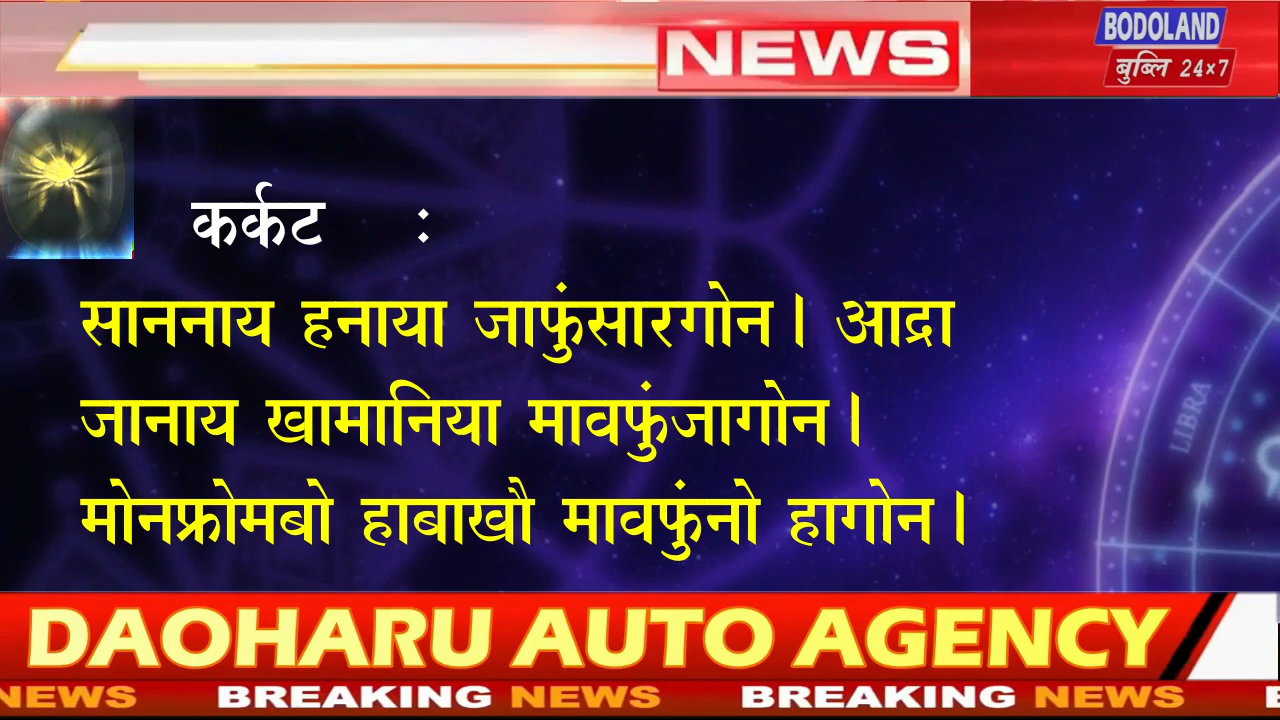 NEWS
BODOLAND
बुब्लि 24×7
कर्कट :
साननाय हनाया जाफुंसारगोन। आद्रा
जानाय खामानिया मावफुंजागोन।
मोनफ्रोमबो हाबाखौ मावफुंनो हागोन।
LIBRA
DAOHARU AUTO AGENCY
NEWS BREAKING NEWS BREAKING NEWS